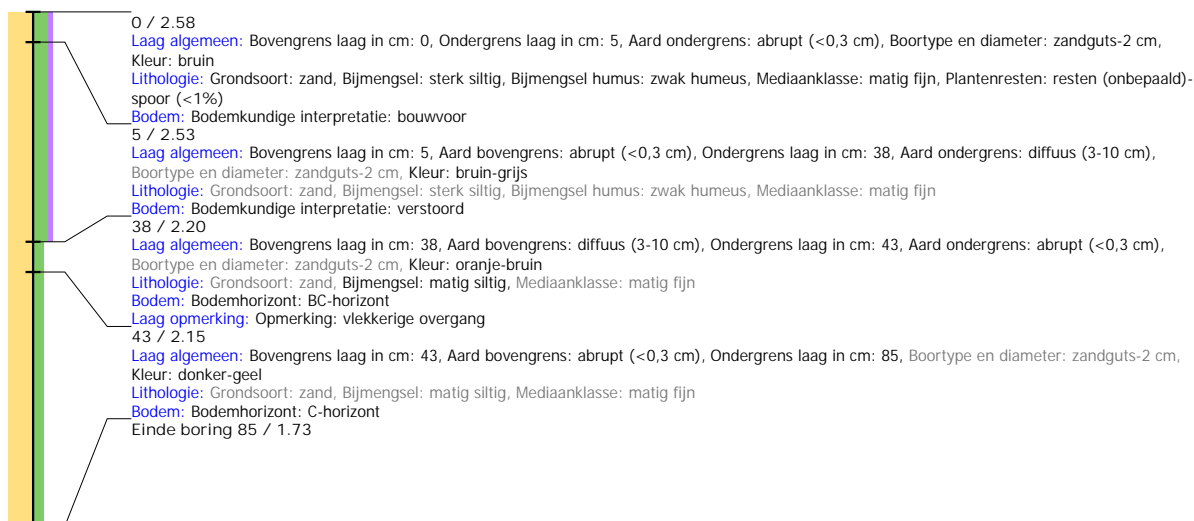 0 / 2.58
Laag algemeen: Bovengrens laag in cm: 0, Ondergrens laag in cm: 5, Aard ondergrens: abrupt (<0,3 cm), Boortype en diameter: zandguts-2 cm,
Kleur: bruin
Lithologie: Grondsoort: zand, Bijmengsel: sterk siltig, Bijmengsel humus: zwak humeus, Mediaanklasse: matig fijn, Plantenresten: resten (onbepaald)-
spoor (<1%)
Bodem: Bodemkundige interpretatie: bouwvoor
5 / 2.53
Laag algemeen: Bovengrens laag in cm: 5, Aard bovengrens: abrupt (<0,3 cm), Ondergrens laag in cm: 38, Aard ondergrens: diffuus (3-10 cm),
Boortype en diameter: zandguts-2 cm, Kleur: bruin-grijs
Lithologie: Grondsoort: zand, Bijmengsel: sterk siltig, Bijmengsel humus: zwak humeus, Mediaanklasse: matig fijn
Bodem: Bodemkundige interpretatie: verstoord
38 / 2.20
Laag algemeen: Bovengrens laag in cm: 38, Aard bovengrens: diffuus (3-10 cm), Ondergrens laag in cm: 43, Aard ondergrens: abrupt (<0,3 cm),
Boortype en diameter: zandguts-2 cm, Kleur: oranje-bruin
Lithologie: Grondsoort: zand, Bijmengsel: matig siltig, Mediaanklasse: matig fijn
Bodem: Bodemhorizont: BC-horizont
Laag opmerking: Opmerking: vlekkerige overgang
43 / 2.15
Laag algemeen: Bovengrens laag in cm: 43, Aard bovengrens: abrupt (<0,3 cm), Ondergrens laag in cm: 85, Boortype en diameter: zandguts-2 cm,
Kleur: donker-geel
Lithologie: Grondsoort: zand, Bijmengsel: matig siltig, Mediaanklasse: matig fijn
Bodem: Bodemhorizont: C-horizont
Einde boring 85 / 1.73